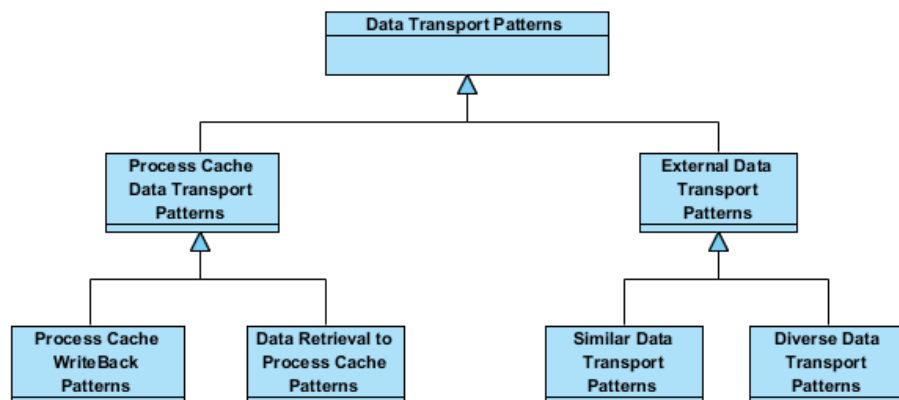 Data Transport Patterns
Process Cache
Data Transport
Patterns
External Data
Transport
Patterns
Process Cache
WriteBack
Patterns
Data Retrieval to
Process Cache
Patterns
Similar Data
Transport
Patterns
Diverse Data
Transport
Patterns